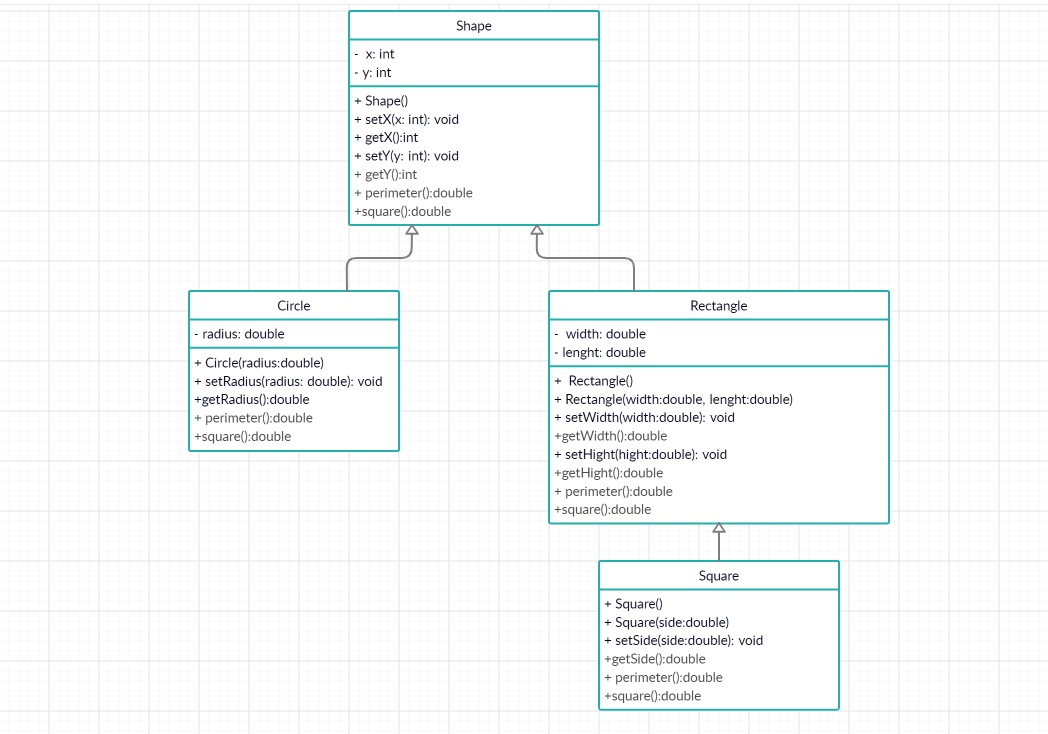 Shape
-  x: int
- y: int
+ Shape()
+ setX(x: int): void
+ getX():int
+ setY(y: int): void
+ getY():int
+ perimeter():double
+square():double
Circle
- radius: double
+ Circle(radius:double)
+ setRadius(radius: double): void
+getRadius():double
+ perimeter():double
+square():double
Rectangle
-  width: double
- lenght: double
+  Rectangle()
+ Rectangle(width:double, lenght:double)
+ setWidth(width:double): void
+getWidth():double
+ setHight(hight:double): void
+getHight():double
+ perimeter():double
+square():double
Square
+ Square()
+ Square(side:double)
+ setSide(side:double): void
+getSide():double
+ perimeter():double
+square():double